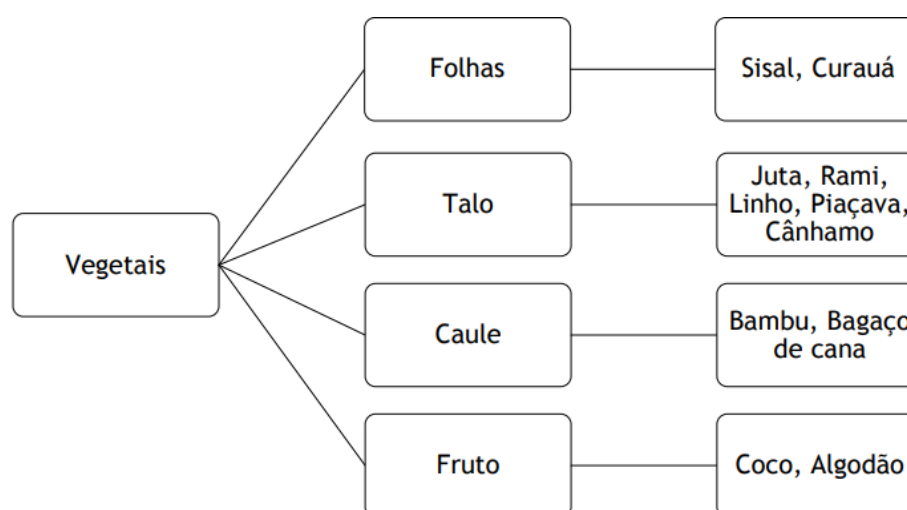 Vegetais
Folhas
Sisal, Curauá
Talo
Juta, Rami,
Linho, Piaçava,
Cânhamo
Caule
Bambu, Bagaço
de cana
Fruto
Coco, Algodão